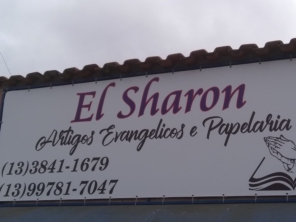 El Sharon
Artigos Evangelicos e Papelaria
(13)3841-1679
(13)99781-7047